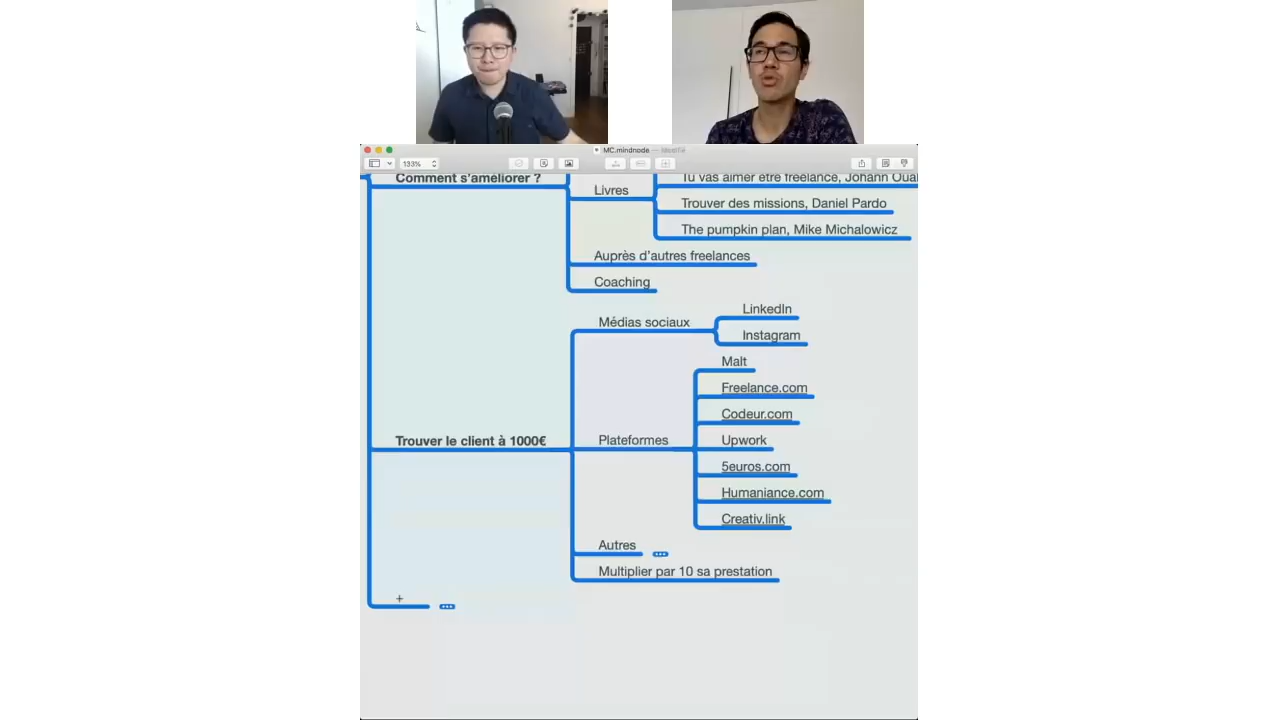 MC.mindnode
133%
Comment s'améliorer ?
Livres
Tu vas aimer être freelance, Johann
Trouver des missions, Daniel Pardo
The pumpkin plan, Mike Michalowicz
Auprès d'autres freelances
Coaching
Médias sociaux
LinkedIn
Instagram
Trouver le client à 1000€
Plateformes
Malt
Freelance.com
Codeur.com
Upwork
5euros.com
Humaniance.com
Creativ.link
Autres
Multiplier par 10 sa prestation